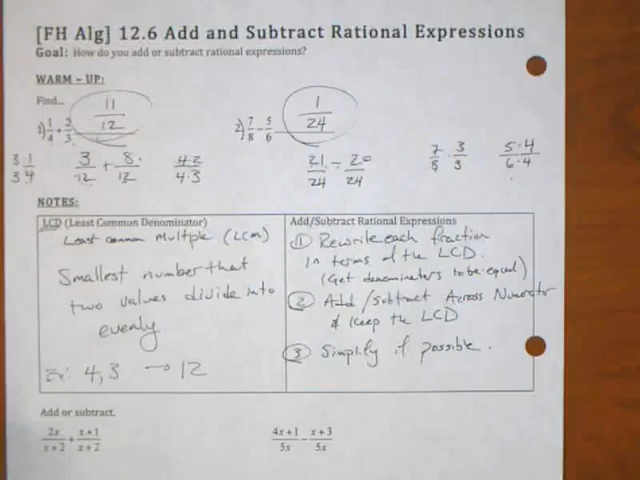 [FH Alg] 12.6 Add and Subtract Rational Expressions
Goal: How do you add or subtract rational expressions?
WARM – UP:
Find...
1) 1/4 + 2/3 11/12
2) 7/8 - 5/6 1/24
3/3 · 1/4 3/12 + 8/12 4·2/4·3
21/24 - 20/24 7/8 · 3/3 5·4/6·4
NOTES:
LCD (Least Common Denominator)
Least common Multple (LCM)
Smallest number that
two values divide into
evenly
Ex: 4,3 → 12
Add/Subtract Rational Expressions
① Rewrite each fraction
in terms of the LCD.
(Get denominators to be equal)
② Add/Subtract Across Numerator
& Keep the LCD
③ Simplify if possible.
Add or subtract.
2x/x+2 + x+1/x+2
4x+1/5x - x+3/5x